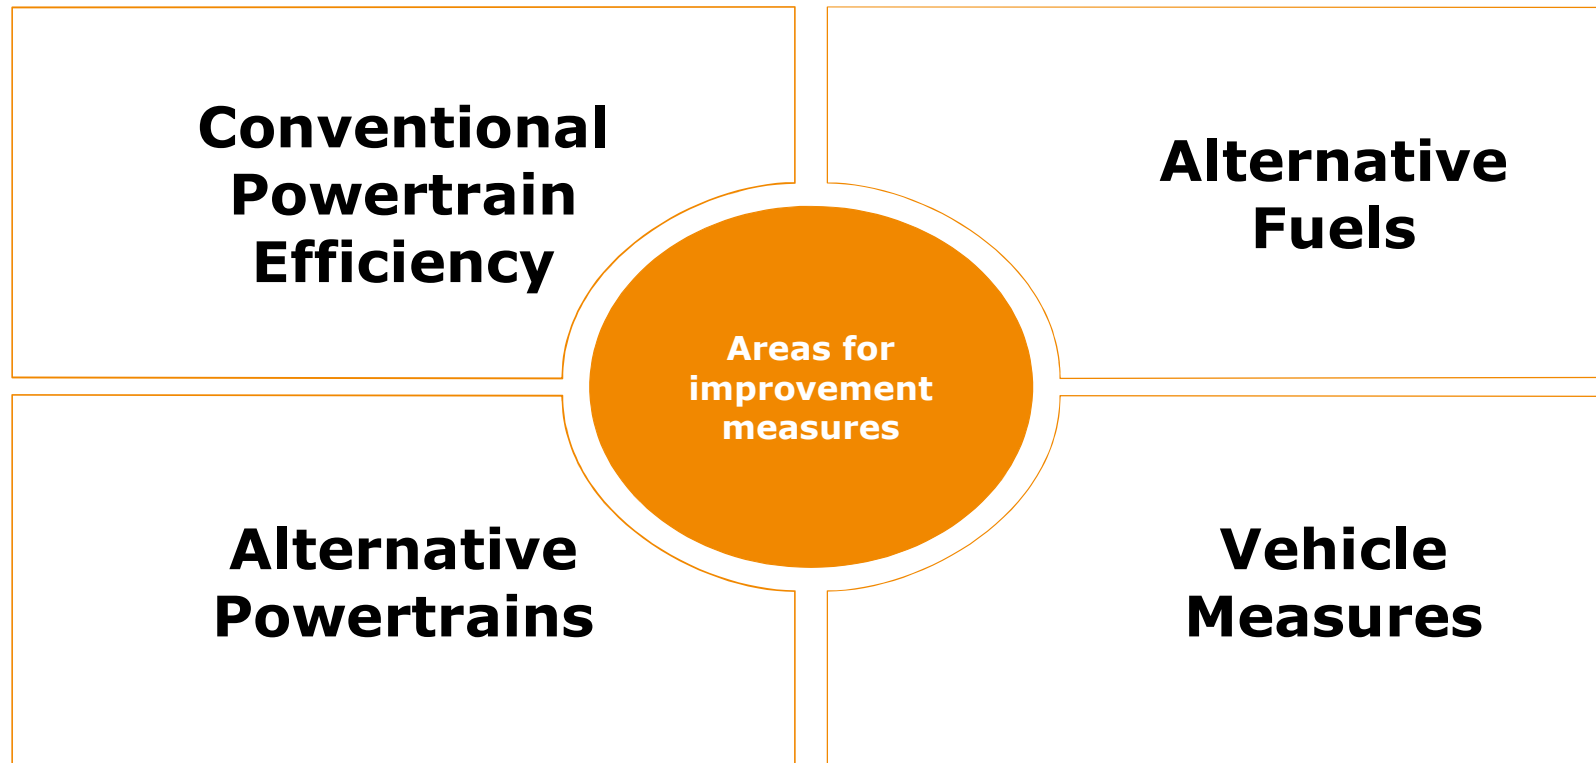 Conventional
Powertrain
Efficiency
Alternative
Fuels
Areas for
improvement
measures
Alternative
Powertrains
Vehicle
Measures